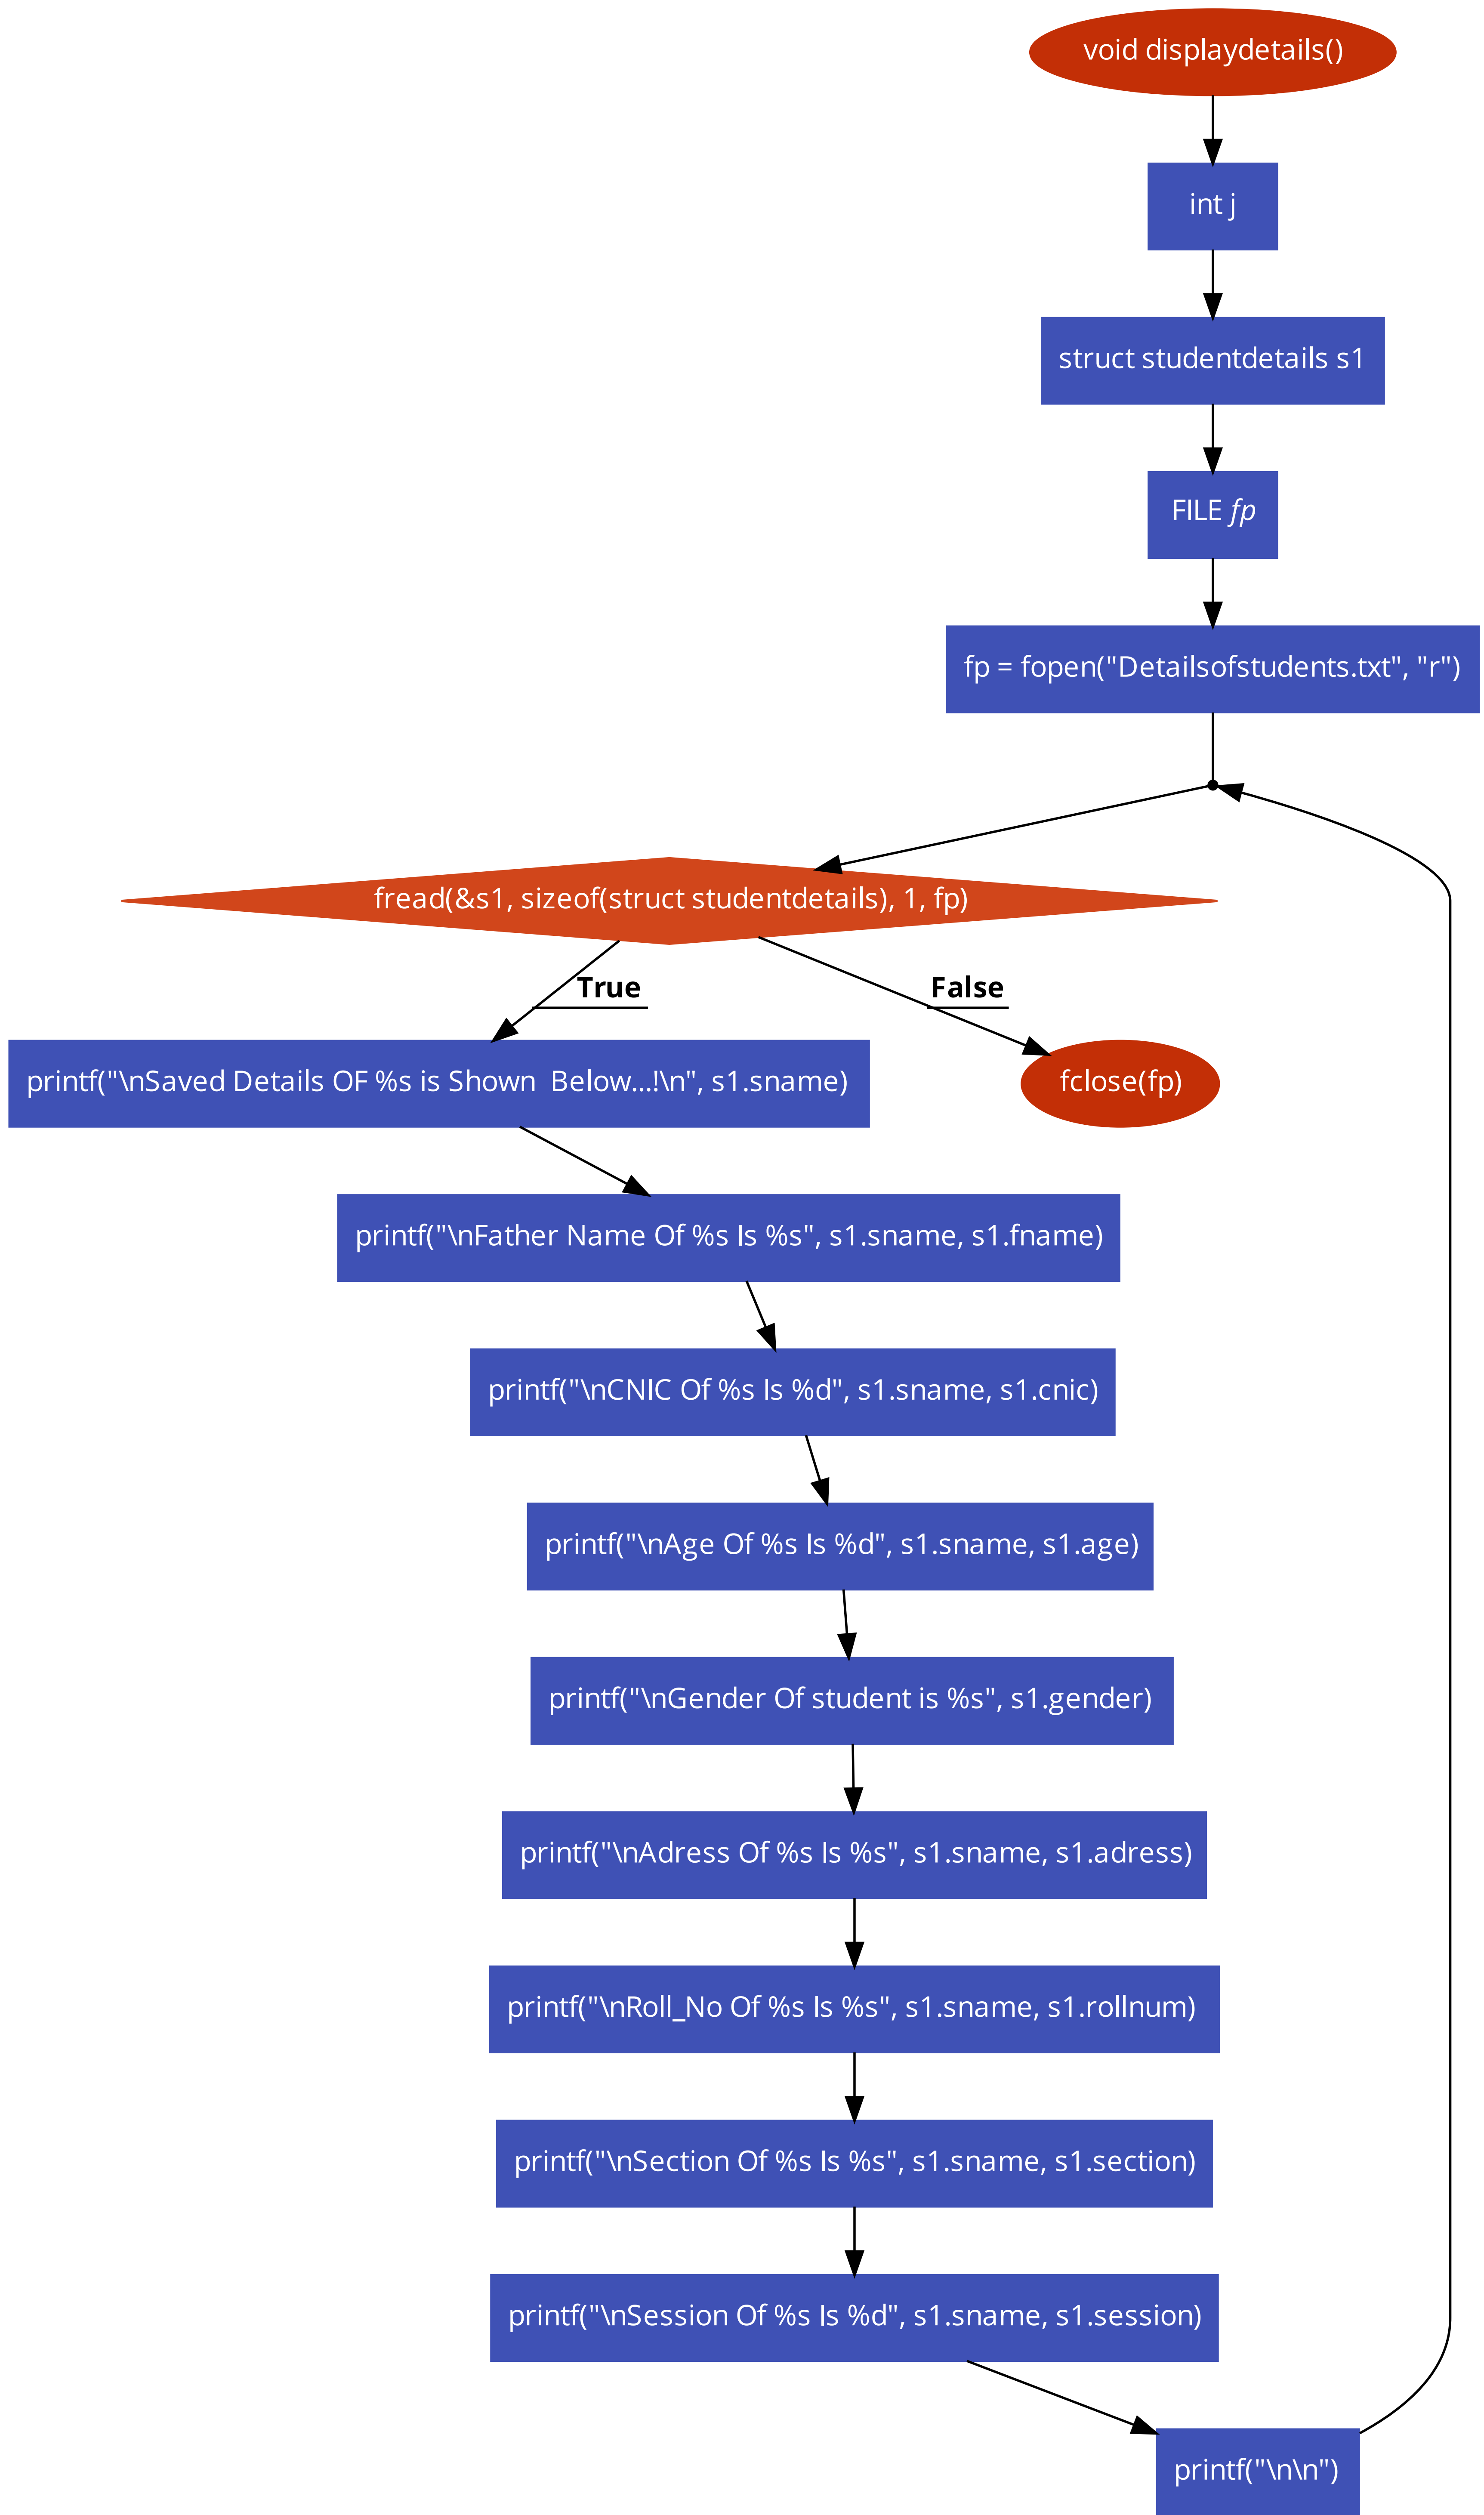 void displaydetails()
int j
struct studentdetails s1
FILE fp
fp = fopen("Detailsofstudents.txt", "r")
fread(&s1, sizeof(struct studentdetails), 1, fp)
True
False
printf("\nSaved Details OF %s is Shown  Below...!\n", s1.sname)
fclose(fp)
printf("\nFather Name Of %s Is %s", s1.sname, s1.fname)
printf("\nCNIC Of %s Is %d", s1.sname, s1.cnic)
printf("\nAge Of %s Is %d", s1.sname, s1.age)
printf("\nGender Of student is %s", s1.gender)
printf("\nAdress Of %s Is %s", s1.sname, s1.adress)
printf("\nRoll_No Of %s Is %s", s1.sname, s1.rollnum)
printf("\nSection Of %s Is %s", s1.sname, s1.section)
printf("\nSession Of %s Is %d", s1.sname, s1.session)
printf("\n\n")